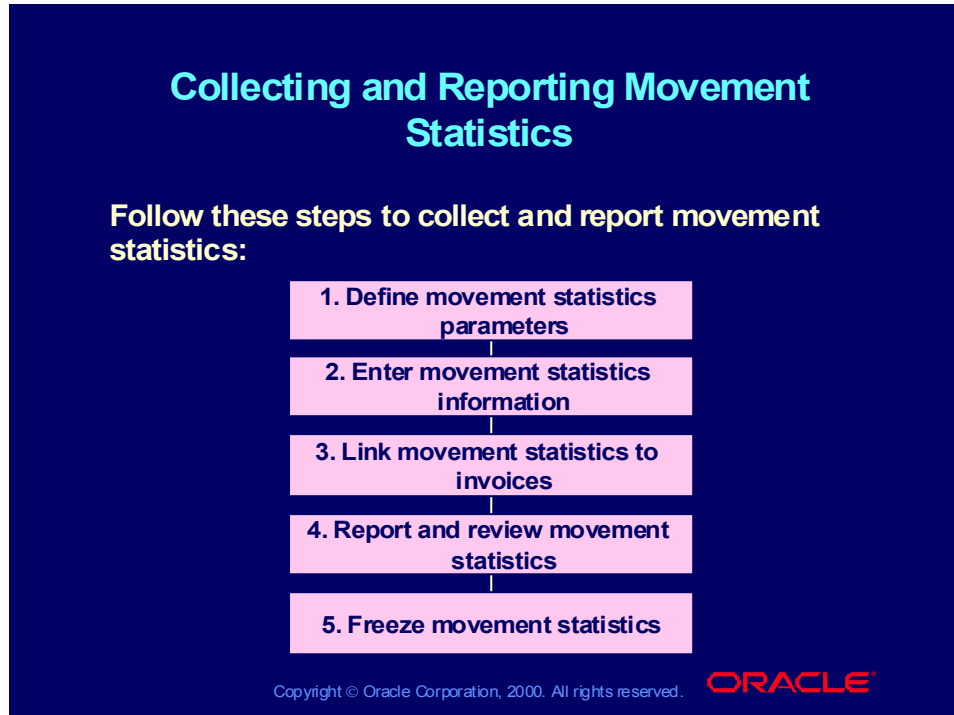 Collecting and Reporting Movement
Statistics
Follow these steps to collect and report movement
statistics:
1. Define movement statistics
parameters
2. Enter movement statistics
information
3. Link movement statistics to
invoices
4. Report and review movement
statistics
5. Freeze movement statistics
Copyright © Oracle Corporation, 2000. All rights reserved.
ORACLE®